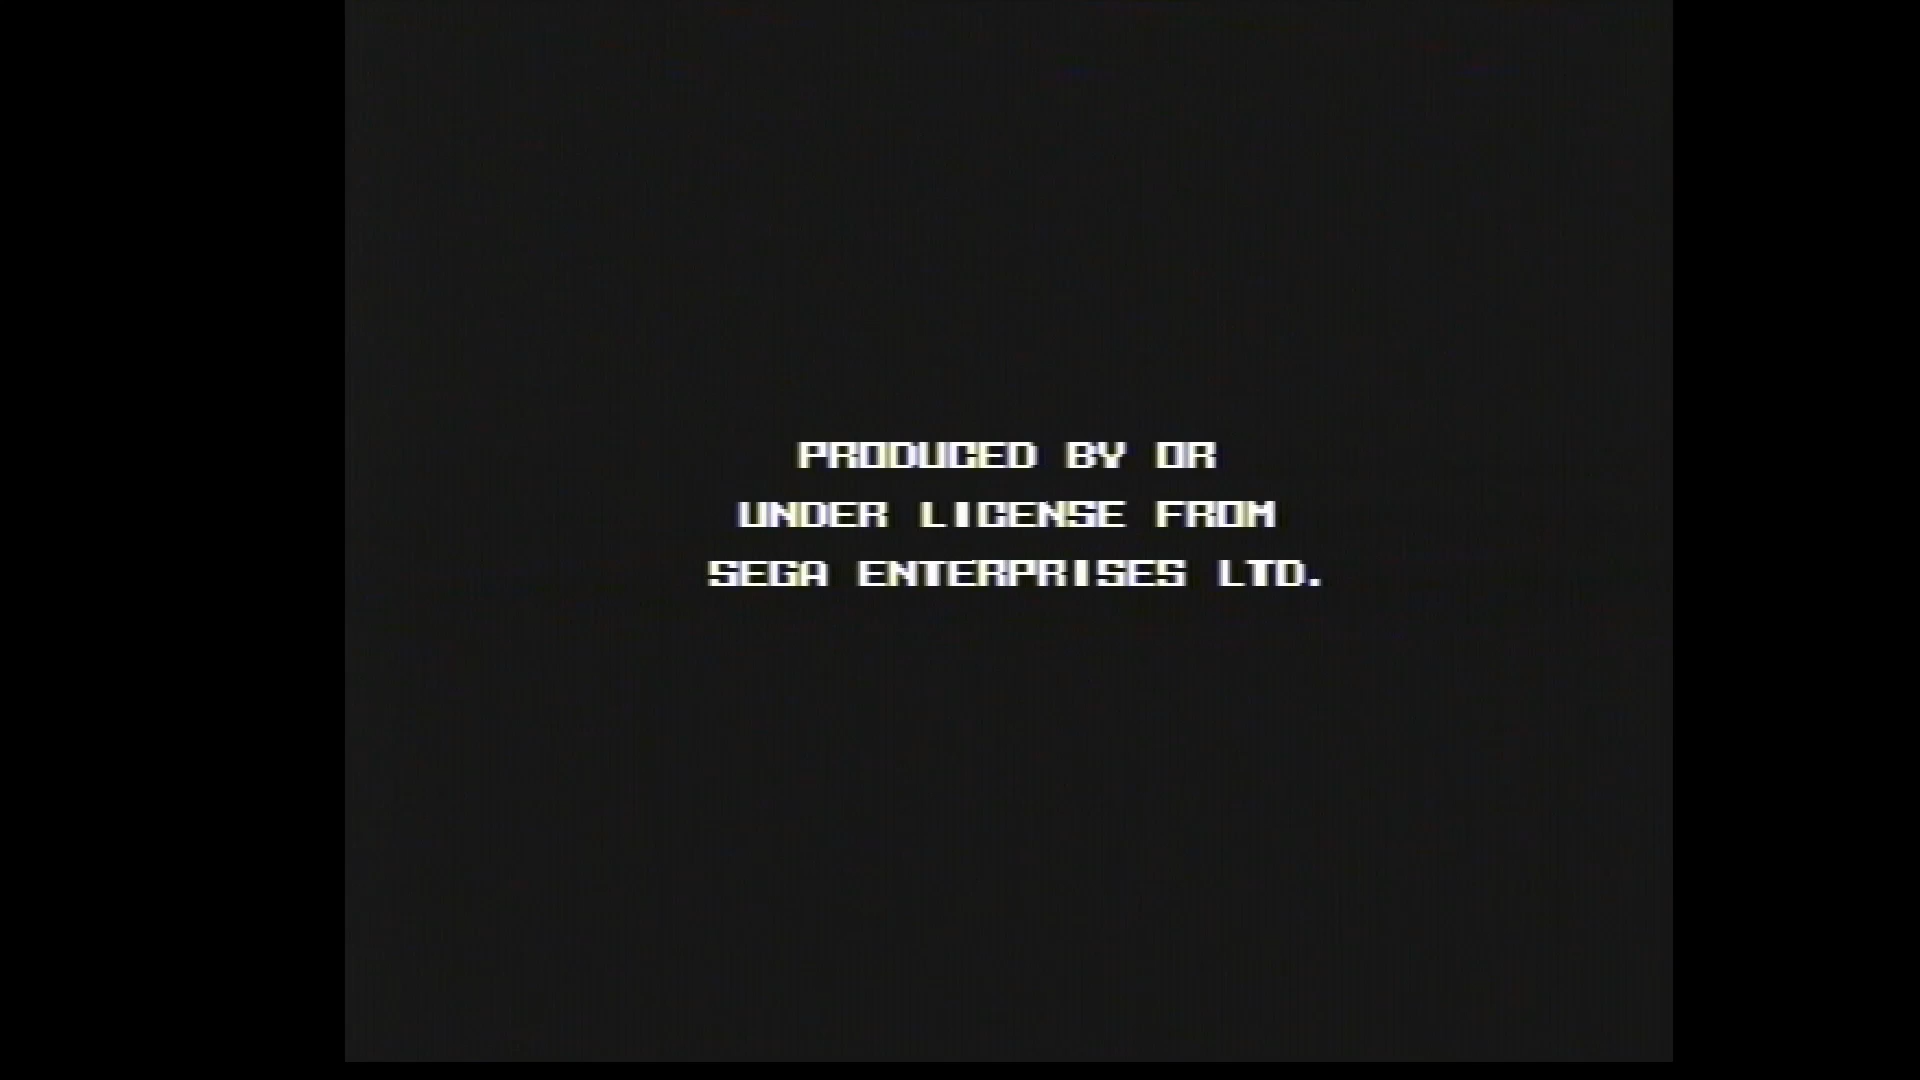 PRODUCED BY OR
UNDER LICENSE FROM
SEGA ENTERPRISES LTD.